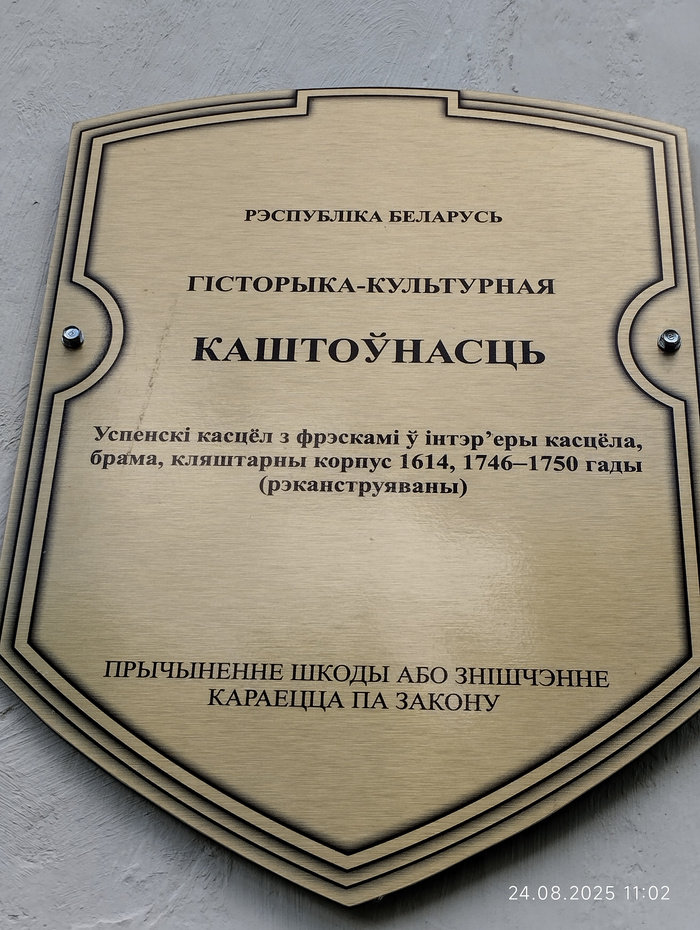 РЭСПУБЛІКА БЕЛАРУСЬ
ГІСТОРЫКА-КУЛЬТУРНАЯ
КАШТОЎНАСЦЬ
Успенскі касцёл з фрэскамі ў інтэр’еры касцёла,
брама, кляштарны корпус 1614, 1746–1750 гады
(рэканструяваны)
ПРЫЧЫНЕННЕ ШКОДЫ АБО ЗНІШЧЭННЕ
КАРАЕЦЦА ПА ЗАКОНУ
24.08.2025 11:02